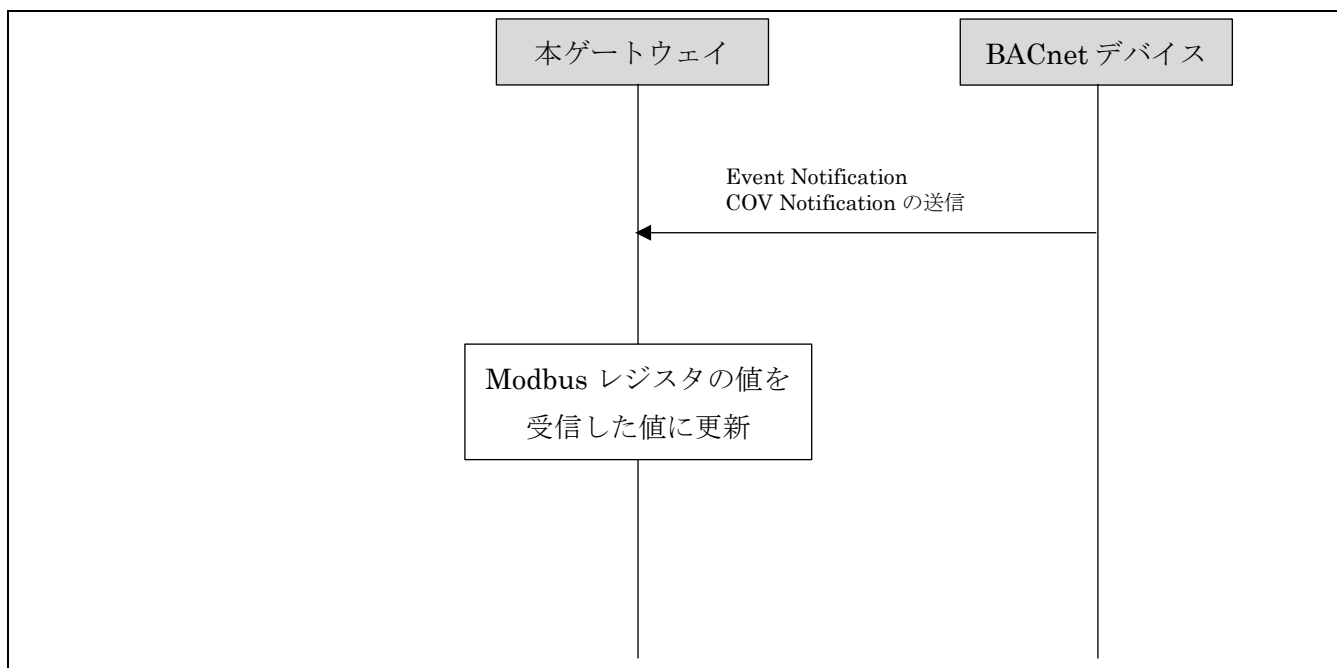 本ゲートウェイ
BACnet デバイス
Event Notification
COV Notification の送信
Modbus レジスタの値を
受信した値に更新